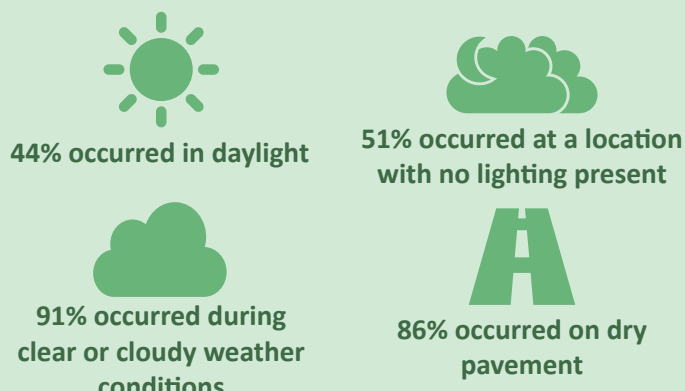 44% occurred in daylight
51% occurred at a location
with no lighting present
91% occurred during
clear or cloudy weather
conditions
86% occurred on dry
pavement